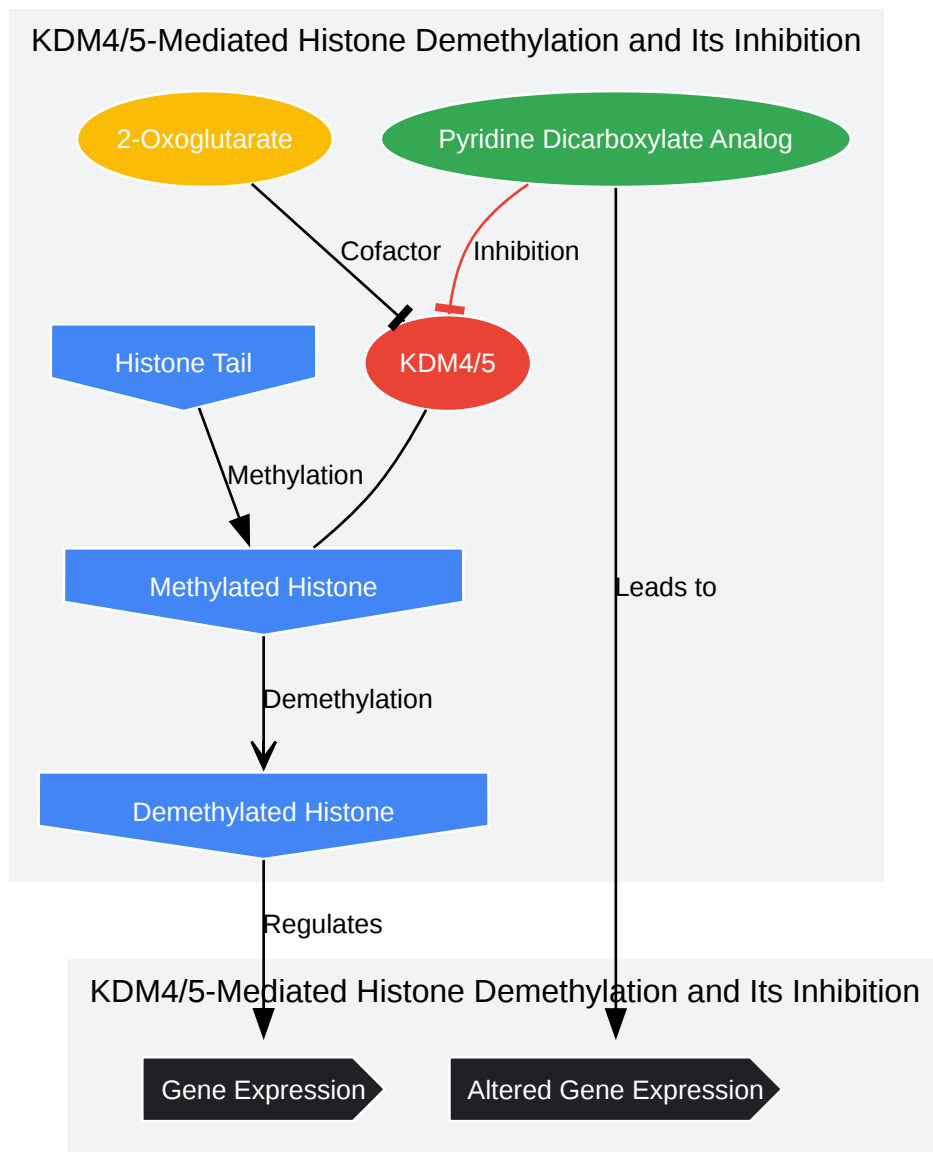 KDM4/5-Mediated Histone Demethylation and Its Inhibition
2-Oxoglutarate
Pyridine Dicarboxylate Analog
Cofactor
Inhibition
Histone Tail
KDM4/5
Methylation
Methylated Histone
Leads to
Demethylation
Demethylated Histone
Regulates
KDM4/5-Mediated Histone Demethylation and Its Inhibition
Gene Expression
Altered Gene Expression